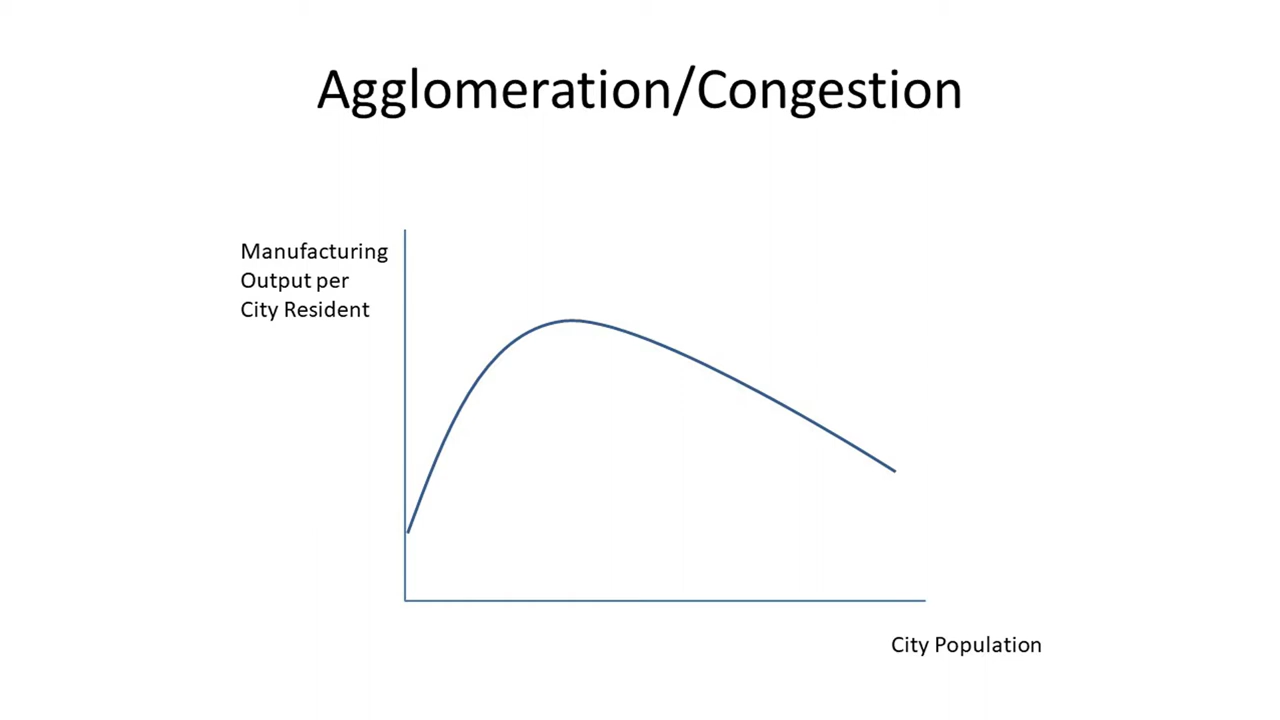 Agglomeration/Congestion
Manufacturing
Output per
City Resident
City Population